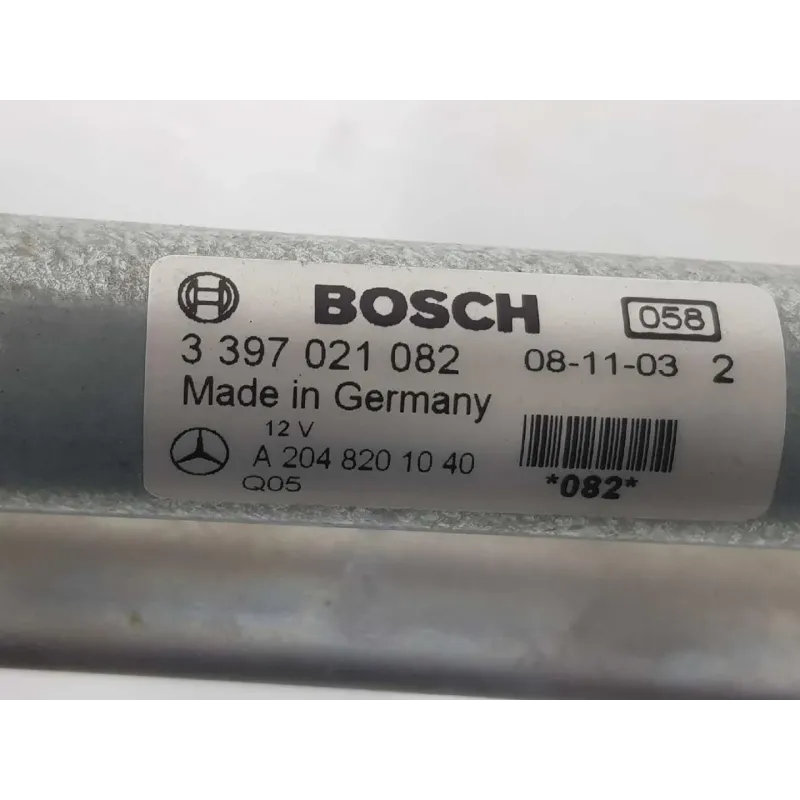 BOSCH 058
3 397 021 082 08-11-03 2
Made in Germany
12 V
A 204 820 10 40
Q05
*082*